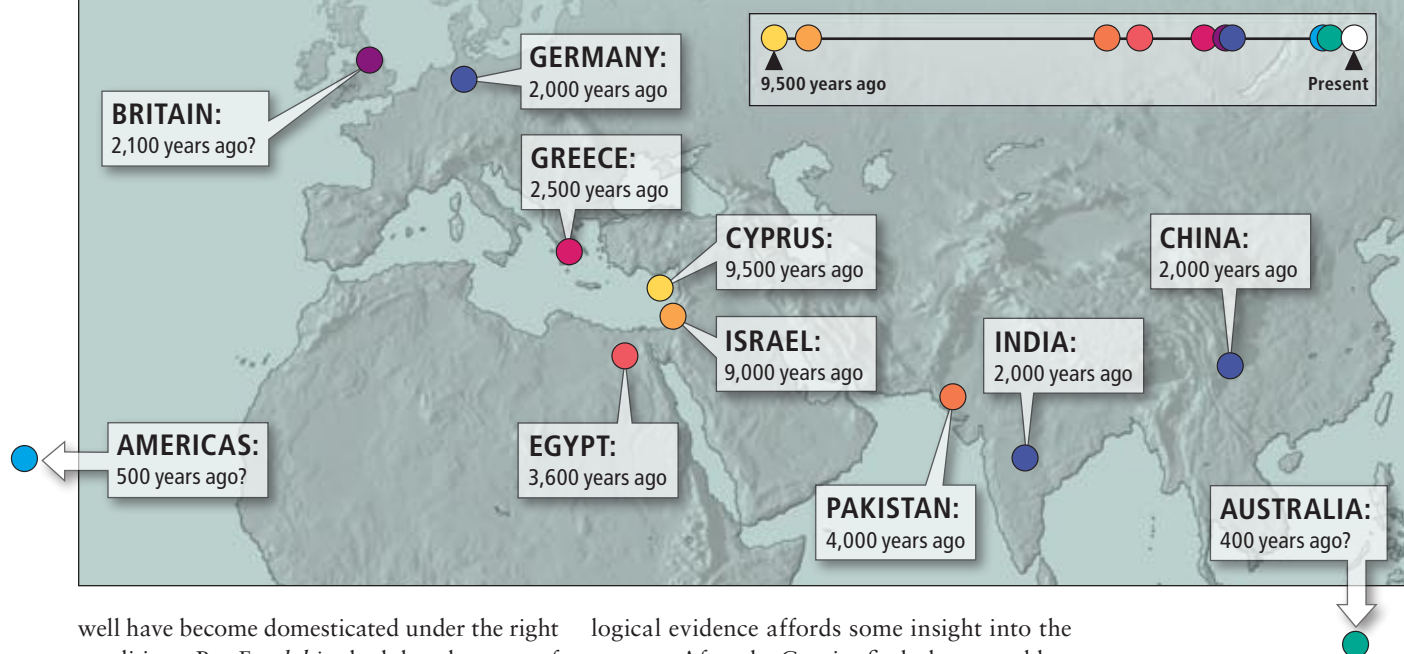 9,500 years ago
Present
BRITAIN:
2,100 years ago?
GERMANY:
2,000 years ago
GREECE:
2,500 years ago
CYPRUS:
9,500 years ago
ISRAEL:
9,000 years ago
CHINA:
2,000 years ago
INDIA:
2,000 years ago
EGYPT:
3,600 years ago
AMERICAS:
500 years ago?
PAKISTAN:
4,000 years ago
AUSTRALIA:
400 years ago?
well have become domesticated under the right
logical evidence affords some insight into the